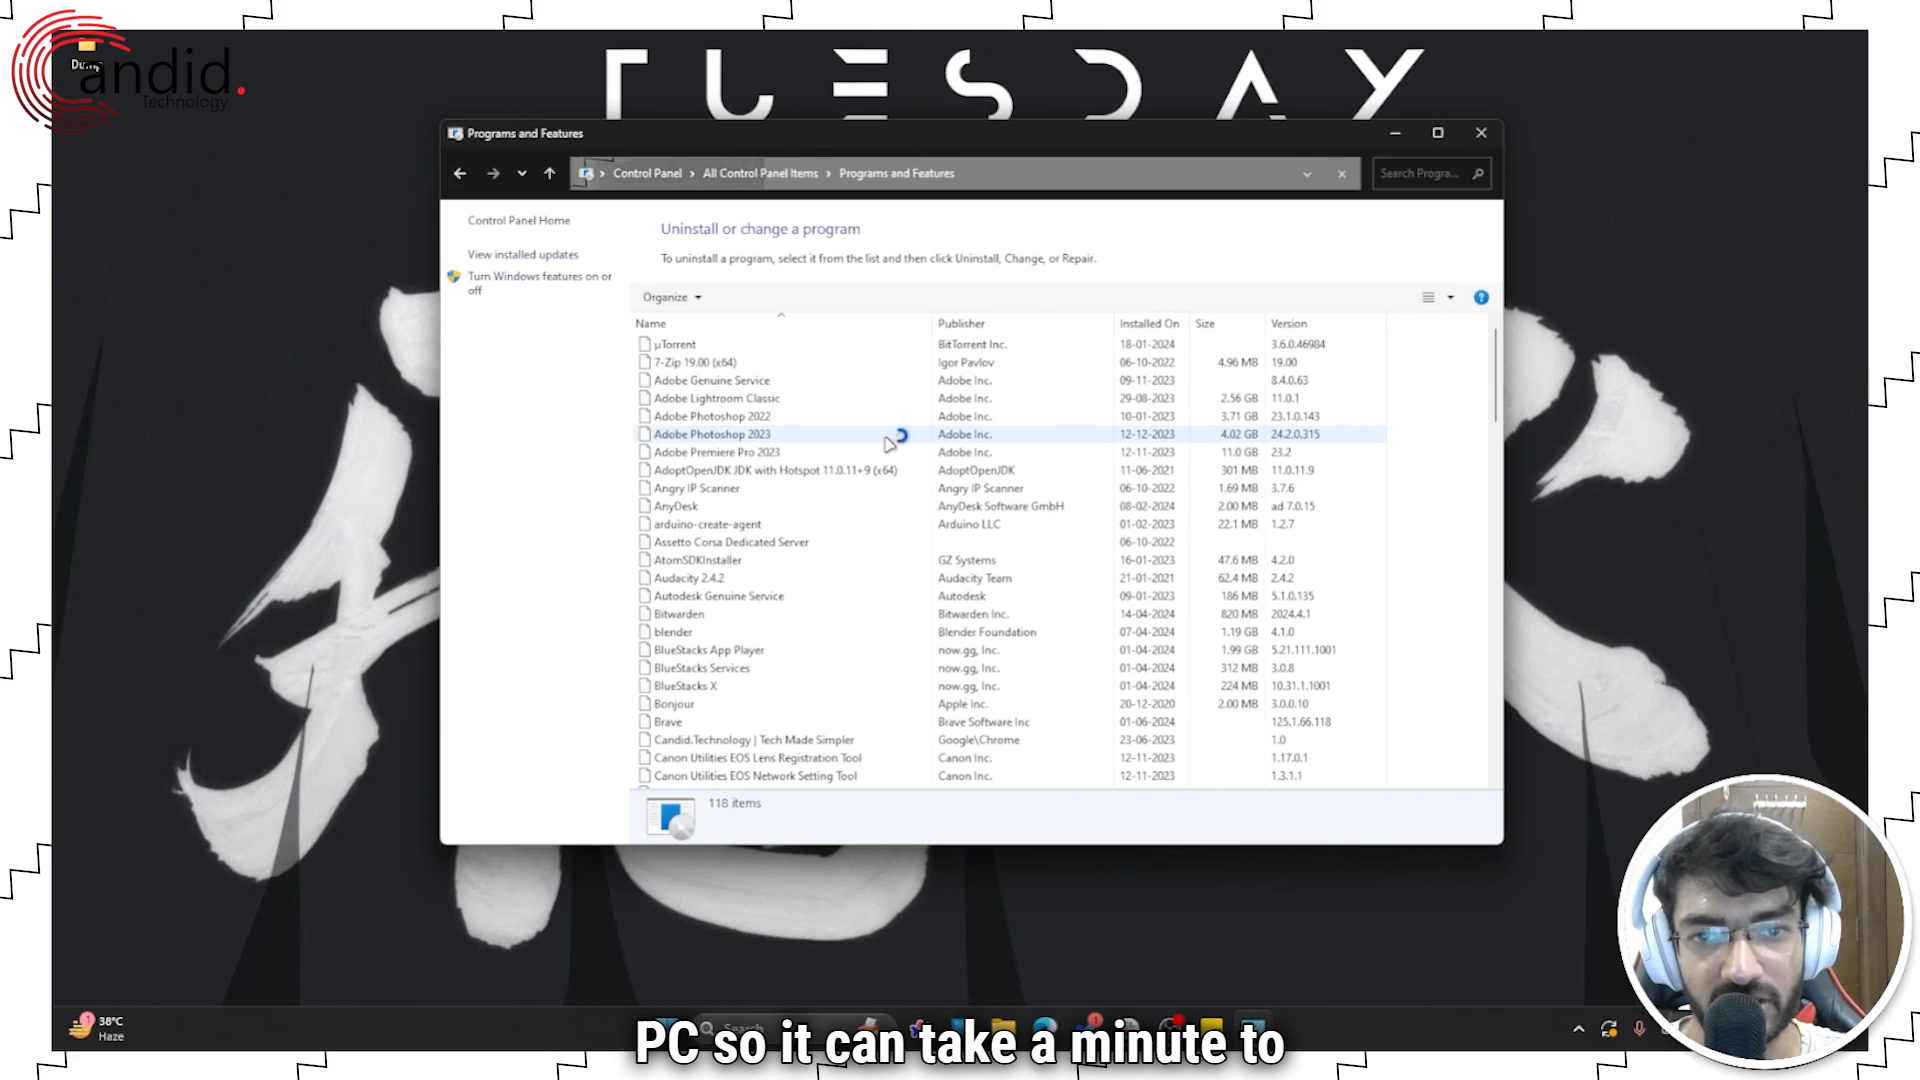 TUESDAY
Candid.
Technology
Dump
Programs and Features
Control Panel > All Control Panel Items > Programs and Features
Search Progra...
Control Panel Home
View installed updates
Turn Windows features on or
off
Uninstall or change a program
To uninstall a program, select it from the list and then click Uninstall, Change, or Repair.
Organize
Name Publisher Installed On Size Version
µTorrent BitTorrent Inc. 18-01-2024 3.6.0.46984
7-Zip 19.00 (x64) Igor Pavlov 06-10-2022 4.96 MB 19.00
Adobe Genuine Service Adobe Inc. 09-11-2023 8.4.0.63
Adobe Lightroom Classic Adobe Inc. 29-08-2023 2.56 GB 11.0.1
Adobe Photoshop 2022 Adobe Inc. 10-01-2023 3.71 GB 23.1.0.143
Adobe Photoshop 2023 Adobe Inc. 12-12-2023 4.02 GB 24.2.0.315
Adobe Premiere Pro 2023 Adobe Inc. 12-11-2023 11.0 GB 23.2
AdoptOpenJDK JDK with Hotspot 11.0.11+9 (x64) AdoptOpenJDK 11-06-2021 301 MB 11.0.11.9
Angry IP Scanner Angry IP Scanner 06-10-2022 1.69 MB 3.7.6
AnyDesk AnyDesk Software GmbH 08-02-2024 2.00 MB ad 7.0.15
arduino-create-agent Arduino LLC 01-02-2023 22.1 MB 1.2.7
Assetto Corsa Dedicated Server 06-10-2022
AtomSDKInstaller GZ Systems 16-01-2023 47.6 MB 4.2.0
Audacity 2.4.2 Audacity Team 21-01-2021 62.4 MB 2.4.2
Autodesk Genuine Service Autodesk 09-01-2023 186 MB 5.1.0.135
Bitwarden Bitwarden Inc. 14-04-2024 820 MB 2024.4.1
blender Blender Foundation 07-04-2024 1.19 GB 4.1.0
BlueStacks App Player now.gg, Inc. 01-04-2024 1.99 GB 5.21.111.1001
BlueStacks Services now.gg, Inc. 01-04-2024 312 MB 3.0.8
BlueStacks X now.gg, Inc. 01-04-2024 224 MB 10.31.1.1001
Bonjour Apple Inc. 20-12-2020 2.00 MB 3.0.0.10
Brave Brave Software Inc 01-06-2024 125.1.66.118
Candid.Technology | Tech Made Simpler Google\Chrome 23-06-2023 1.0
Canon Utilities EOS Lens Registration Tool Canon Inc. 12-11-2023 1.17.0.1
Canon Utilities EOS Network Setting Tool Canon Inc. 12-11-2023 1.3.1.1
118 items
1
38°C
Haze
Search
1
PC so it can take a minute to